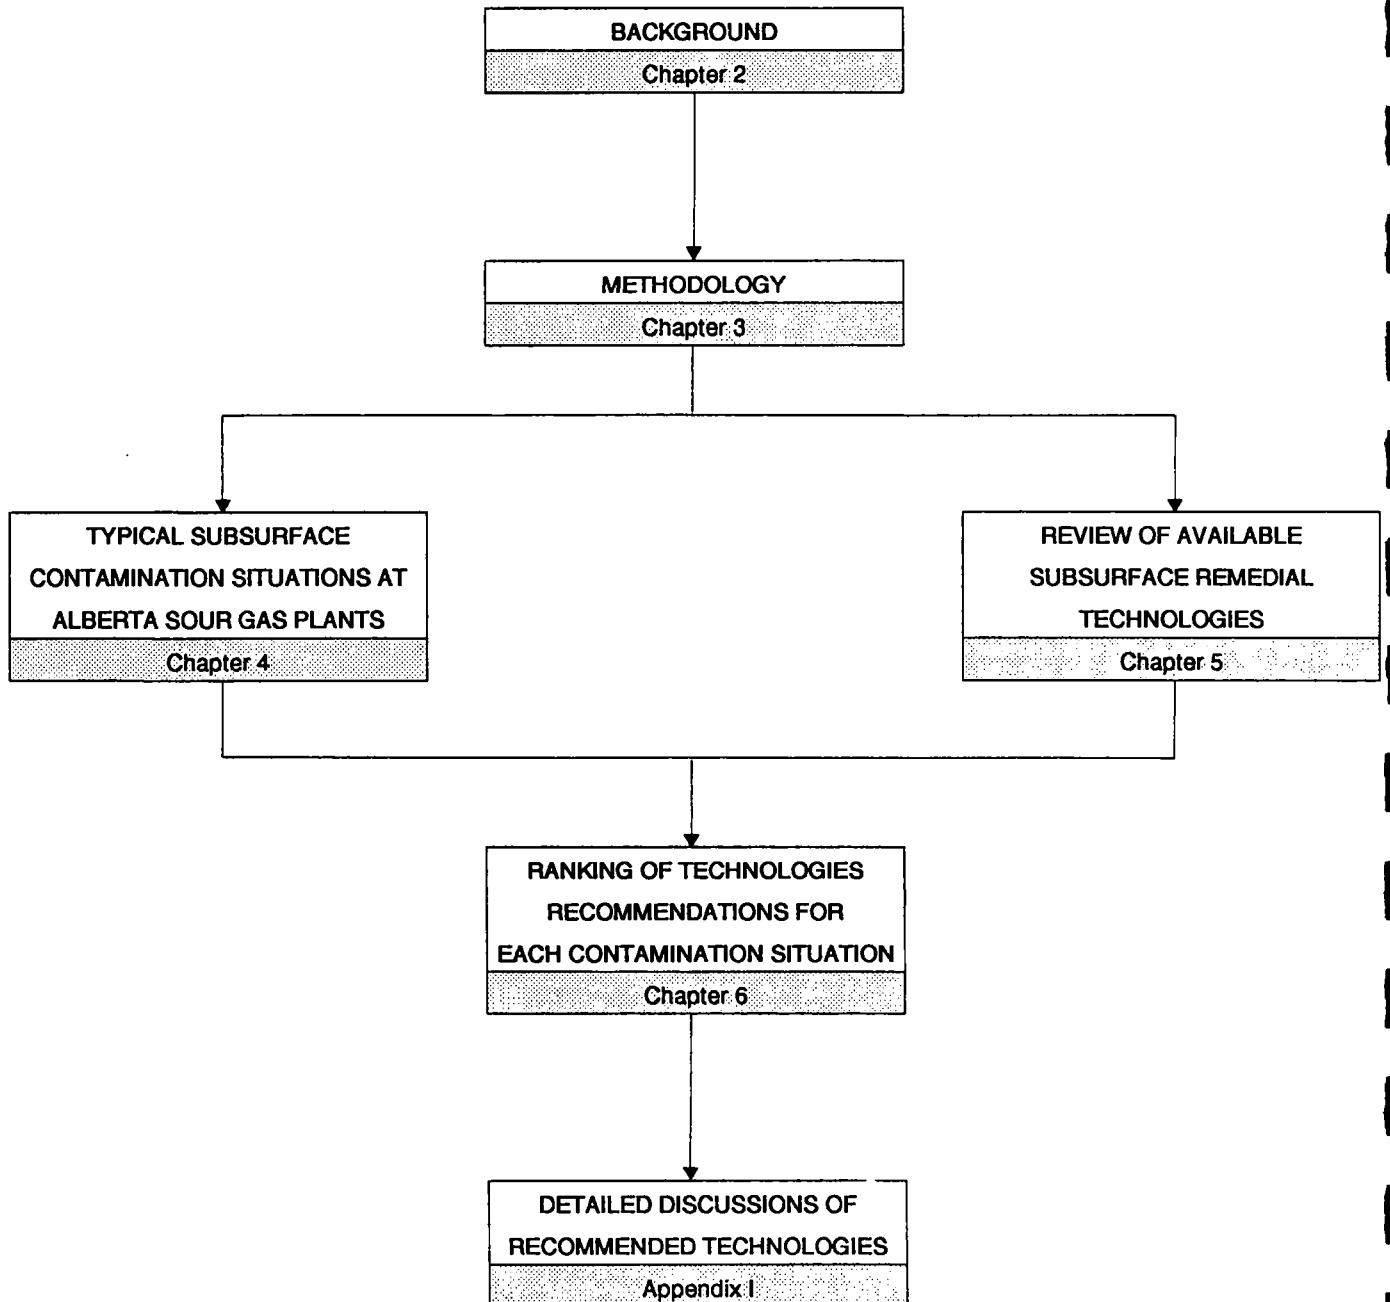 BACKGROUND
Chapter 2
METHODOLOGY
Chapter 3
TYPICAL SUBSURFACE
CONTAMINATION SITUATIONS AT
ALBERTA SOUR GAS PLANTS
Chapter 4
REVIEW OF AVAILABLE
SUBSURFACE REMEDIAL
TECHNOLOGIES
Chapter 5
RANKING OF TECHNOLOGIES
RECOMMENDATIONS FOR
EACH CONTAMINATION SITUATION
Chapter 6
DETAILED DISCUSSIONS OF
RECOMMENDED TECHNOLOGIES
Appendix I